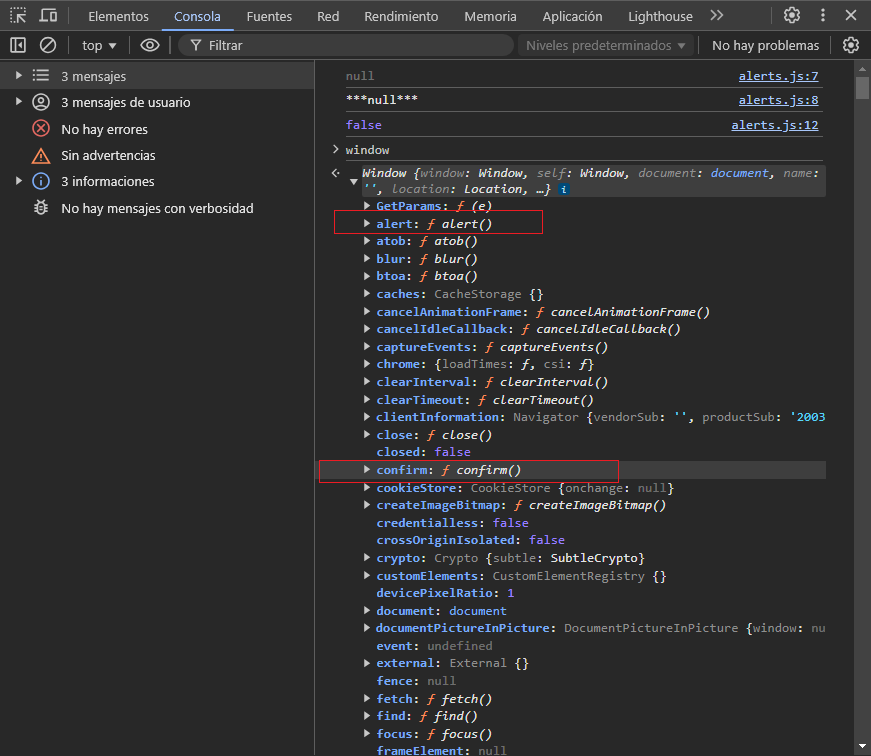 Elementos Consola Fuentes Red Rendimiento Memoria Aplicación Lighthouse
top Filtrar Niveles predeterminados No hay problemas
3 mensajes
3 mensajes de usuario
No hay errores
Sin advertencias
3 informaciones
No hay mensajes con verbosidad
null alerts.js:7
***null*** alerts.js:8
false alerts.js:12
window
Window {window: Window, self: Window, document: document, name:
'', location: Location, …} i
GetParams: ƒ (e)
alert: ƒ alert()
atob: ƒ atob()
blur: ƒ blur()
btoa: ƒ btoa()
caches: CacheStorage {}
cancelAnimationFrame: ƒ cancelAnimationFrame()
cancelIdleCallback: ƒ cancelIdleCallback()
captureEvents: ƒ captureEvents()
chrome: {loadTimes: ƒ, csi: ƒ}
clearInterval: ƒ clearInterval()
clearTimeout: ƒ clearTimeout()
clientInformation: Navigator {vendorSub: '', productSub: '2003
close: ƒ close()
closed: false
confirm: ƒ confirm()
cookieStore: CookieStore {onchange: null}
createImageBitmap: ƒ createImageBitmap()
credentialless: false
crossOriginIsolated: false
crypto: Crypto {subtle: SubtleCrypto}
customElements: CustomElementRegistry {}
devicePixelRatio: 1
document: document
documentPictureInPicture: DocumentPictureInPicture {window: nu
event: undefined
external: External {}
fence: null
fetch: ƒ fetch()
find: ƒ find()
focus: ƒ focus()
frameElement: null